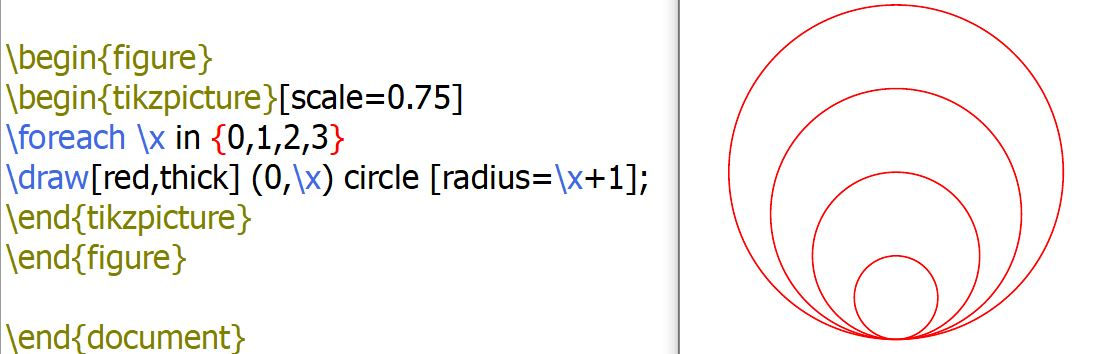 \begin{figure}
\begin{tikzpicture}[scale=0.75]
\foreach \x in {0,1,2,3}
\draw[red,thick] (0,\x) circle [radius=\x+1];
\end{tikzpicture}
\end{figure}
\end{document}